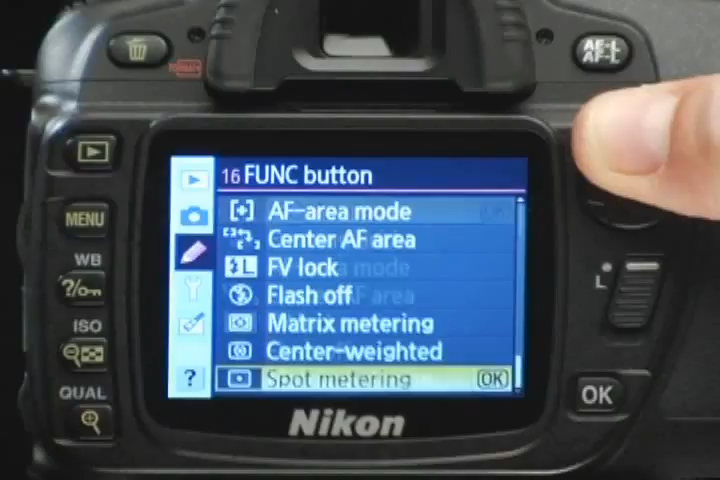 AE-L
AF-L
FORMAT
MENU
WB
?
ISO
QUAL
L
16 FUNC button
AF-area mode
Center AF area
FV lock
Flash off
Matrix metering
Center-weighted
Spot metering OK
?
OK
Nikon